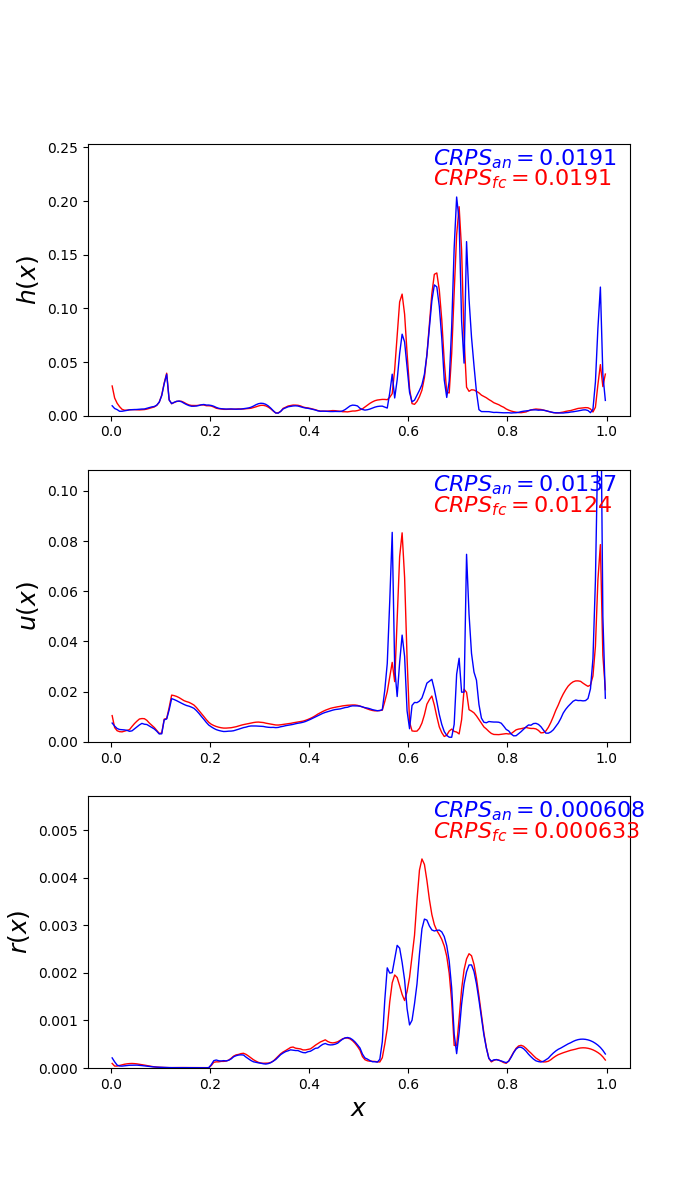 0.25
0.20
0.15
0.10
0.05
0.00
h(x)
CRPS_an = 0.0191
CRPS_fc = 0.0191
0.0 0.2 0.4 0.6 0.8 1.0
0.10
0.08
0.06
0.04
0.02
0.00
u(x)
CRPS_an = 0.0137
CRPS_fc = 0.0124
0.0 0.2 0.4 0.6 0.8 1.0
0.005
0.004
0.003
0.002
0.001
0.000
r(x)
CRPS_an = 0.000608
CRPS_fc = 0.000633
0.0 0.2 0.4 0.6 0.8 1.0
x